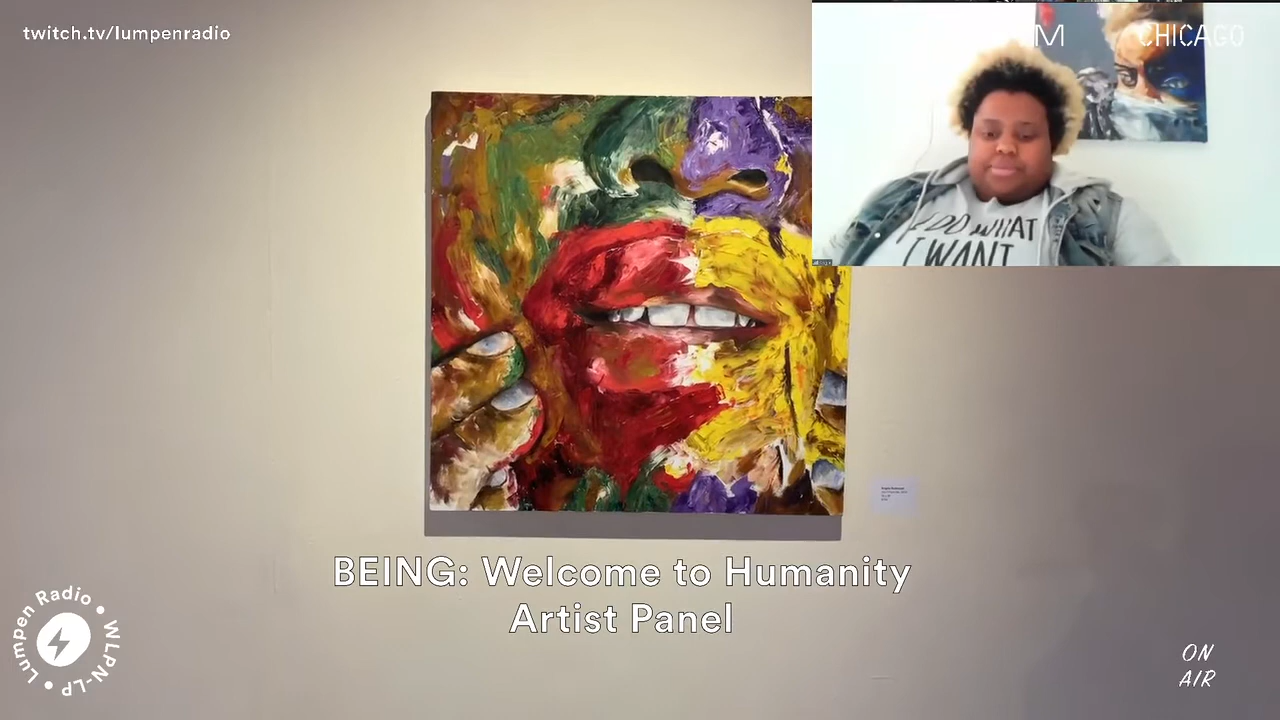 twitch.tv/lumpenradio
M CHICAGO
I DO WHAT
I WANT
BEING: Welcome to Humanity
Artist Panel
Lumpen Radio • WLPN-LP •
ON
AIR